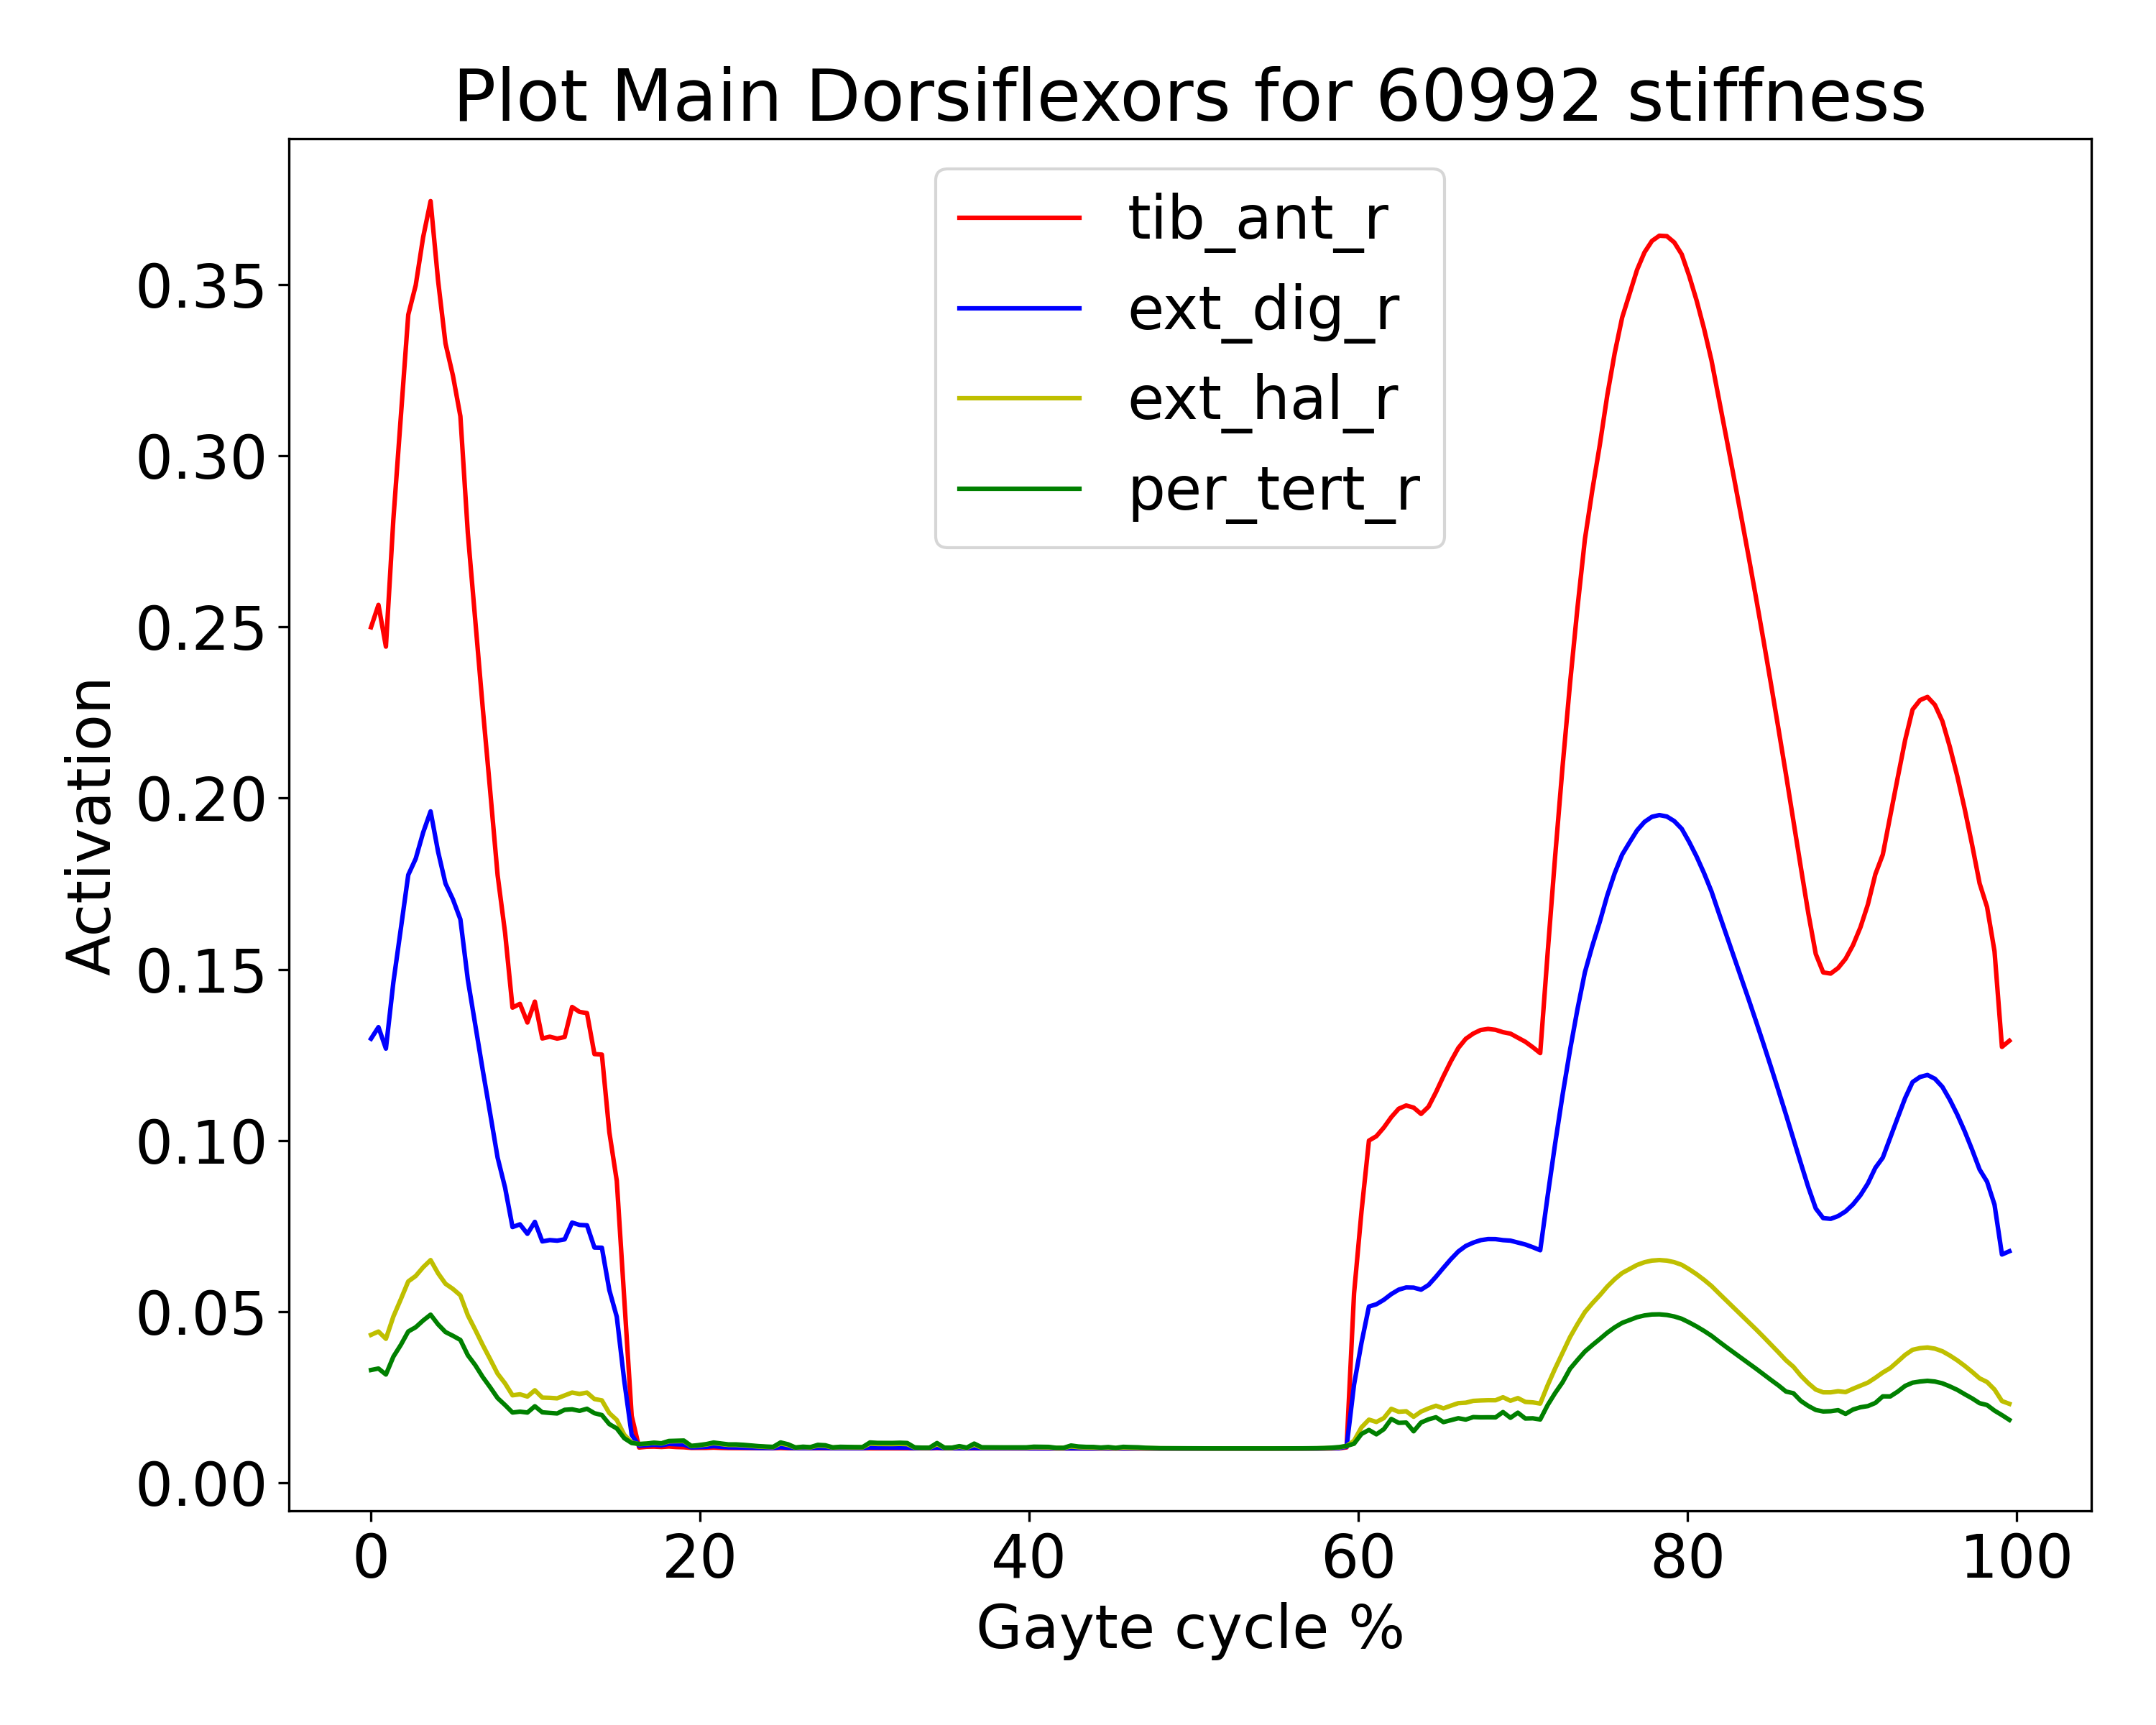 Plot Main Dorsiflexors for 60992 stiffness
tib_ant_r
ext_dig_r
ext_hal_r
per_tert_r
Activation
0.35
0.30
0.25
0.20
0.15
0.10
0.05
0.00
0 20 40 60 80 100
Gayte cycle %